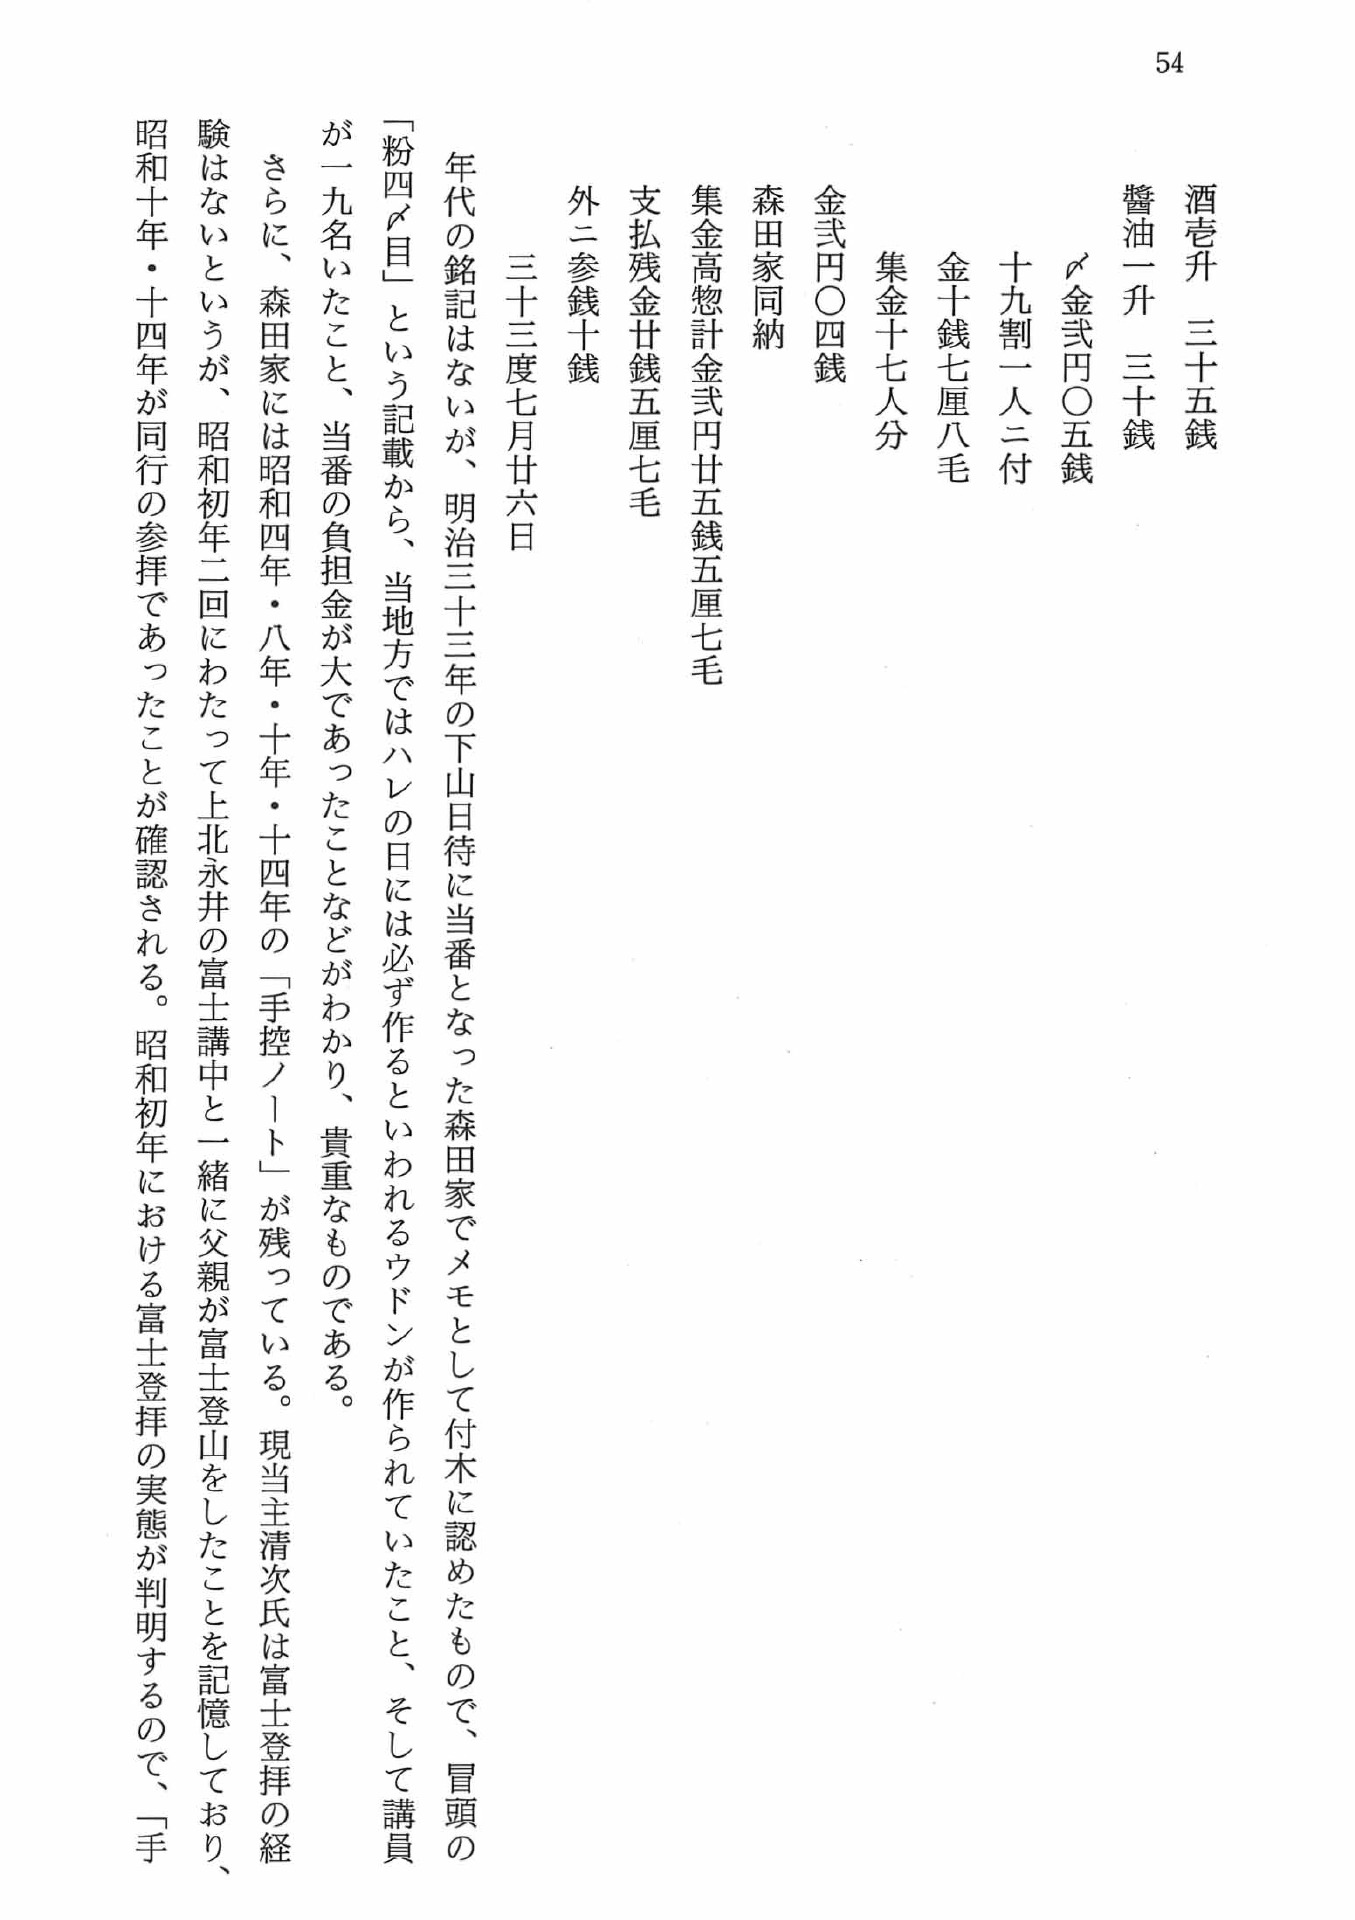 54
酒壱升　三十五銭
醬油一升　三十銭
〆金弐円〇五銭
十九割一人ニ付
金十銭七厘八毛
集金十七人分
金弐円〇四銭
森田家同納
集金高惣計金弐円廿五銭五厘七毛
支払残金廿銭五厘七毛
外ニ参銭十銭
三十三度七月廿六日
年代の銘記はないが、明治三十三年の下山日待に当番となった森田家でメモとして付木に認めたもので、冒頭の
「粉四〆目」という記載から、当地方ではハレの日には必ず作るといわれるウドンが作られていたこと、そして講員
が一九名いたこと、当番の負担金が大であったことなどがわかり、貴重なものである。
さらに、森田家には昭和四年・八年・十年・十四年の「手控ノート」が残っている。現当主清次氏は富士登拝の経
験はないというが、昭和初年二回にわたって上北永井の富士講中と一緒に父親が富士登山をしたことを記憶しており、
昭和十年・十四年が同行の参拝であったことが確認される。昭和初年における富士登拝の実態が判明するので、「手